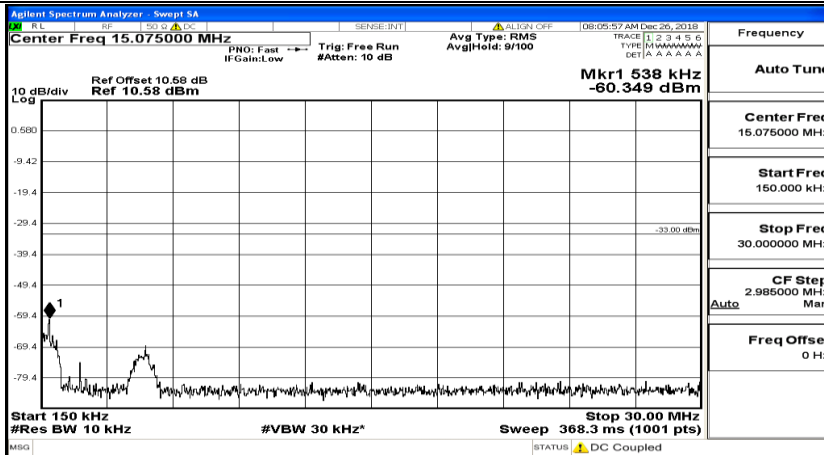 Agilent Spectrum Analyzer - Swept SA
LXI RL RF 50 Ω DC SENSE:INT ALIGN OFF 08:05:57 AM Dec 26, 2018
Center Freq 15.075000 MHz
PNO: Fast
IFGain:Low
Trig: Free Run
#Atten: 10 dB
Avg Type: RMS
Avg|Hold: 9/100
TRACE 1 2 3 4 5 6
TYPE M
DET A A A A A A
Ref Offset 10.58 dB
10 dB/div Ref 10.58 dBm
Log
Mkr1 538 kHz
-60.349 dBm
0.580
-9.42
-19.4
-29.4
-33.00 dBm
-39.4
-49.4
1
-59.4
-69.4
-79.4
Start 150 kHz Stop 30.00 MHz
#Res BW 10 kHz #VBW 30 kHz* Sweep 368.3 ms (1001 pts)
MSG STATUS DC Coupled
Frequency
Auto Tune
Center Freq
15.075000 MHz
Start Freq
150.000 kHz
Stop Freq
30.000000 MHz
CF Step
2.985000 MHz
Auto Man
Freq Offset
0 Hz